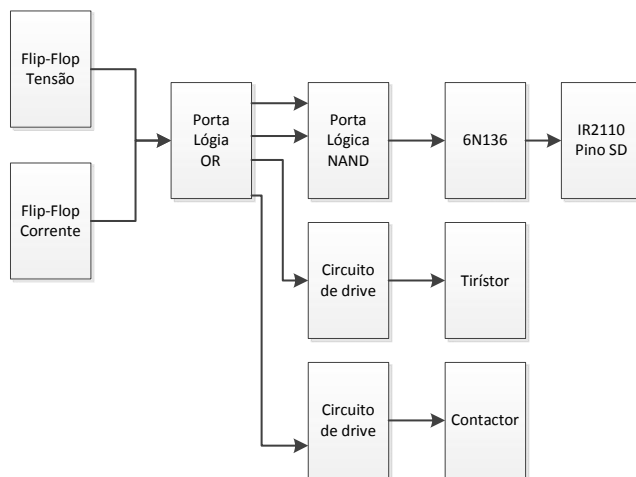 Flip-Flop
Tensão
Flip-Flop
Corrente
Porta
Lógia
OR
Porta
Lógica
NAND
6N136
IR2110
Pino SD
Circuito
de drive
Tirístor
Circuito
de drive
Contactor